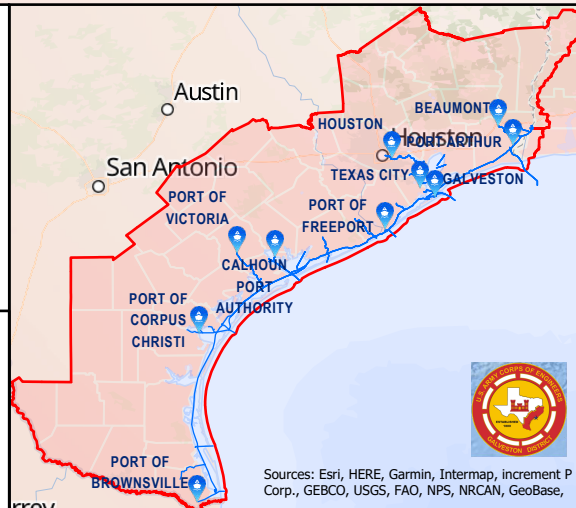 Austin
BEAUMONT
HOUSTON
Houston
PORT ARTHUR
San Antonio
TEXAS CITY
GALVESTON
PORT OF
VICTORIA
PORT OF
FREEPORT
CALHOUN
PORT
AUTHORITY
PORT OF
CORPUS
CHRISTI
U.S. ARMY CORPS OF ENGINEERS
GALVESTON DISTRICT
PORT OF
BROWNSVILLE
Sources: Esri, HERE, Garmin, Intermap, increment P
Corp., GEBCO, USGS, FAO, NPS, NRCAN, GeoBase,
rrey